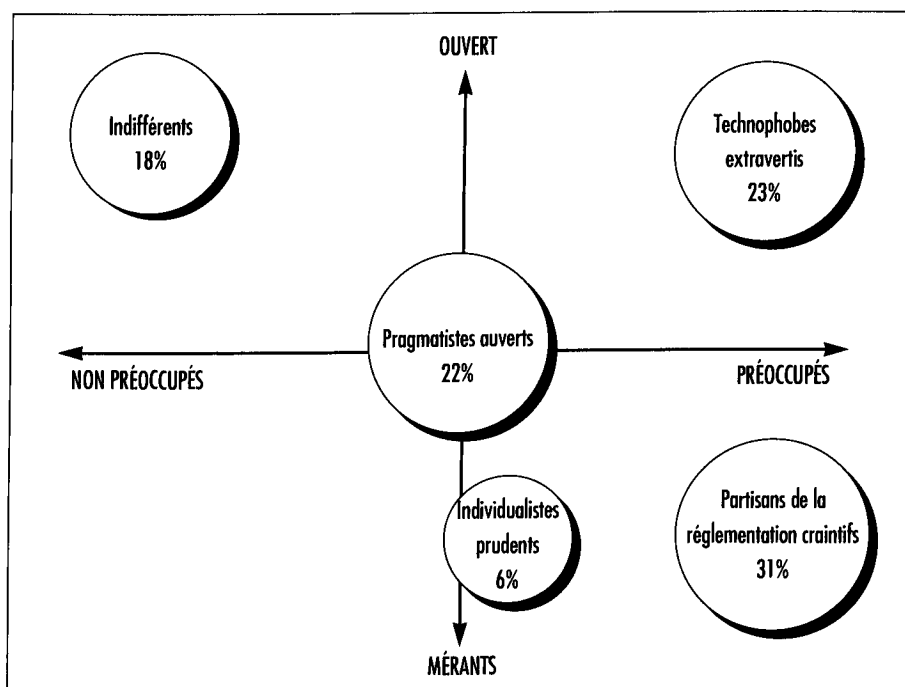 OUVERT
Indifférents
18%
Technophobes
extravertis
23%
Pragmatistes auverts
22%
NON PRÉOCCUPÉS
PRÉOCCUPÉS
Individualistes
prudents
6%
Partisans de la
réglementation craintifs
31%
MÉRANTS